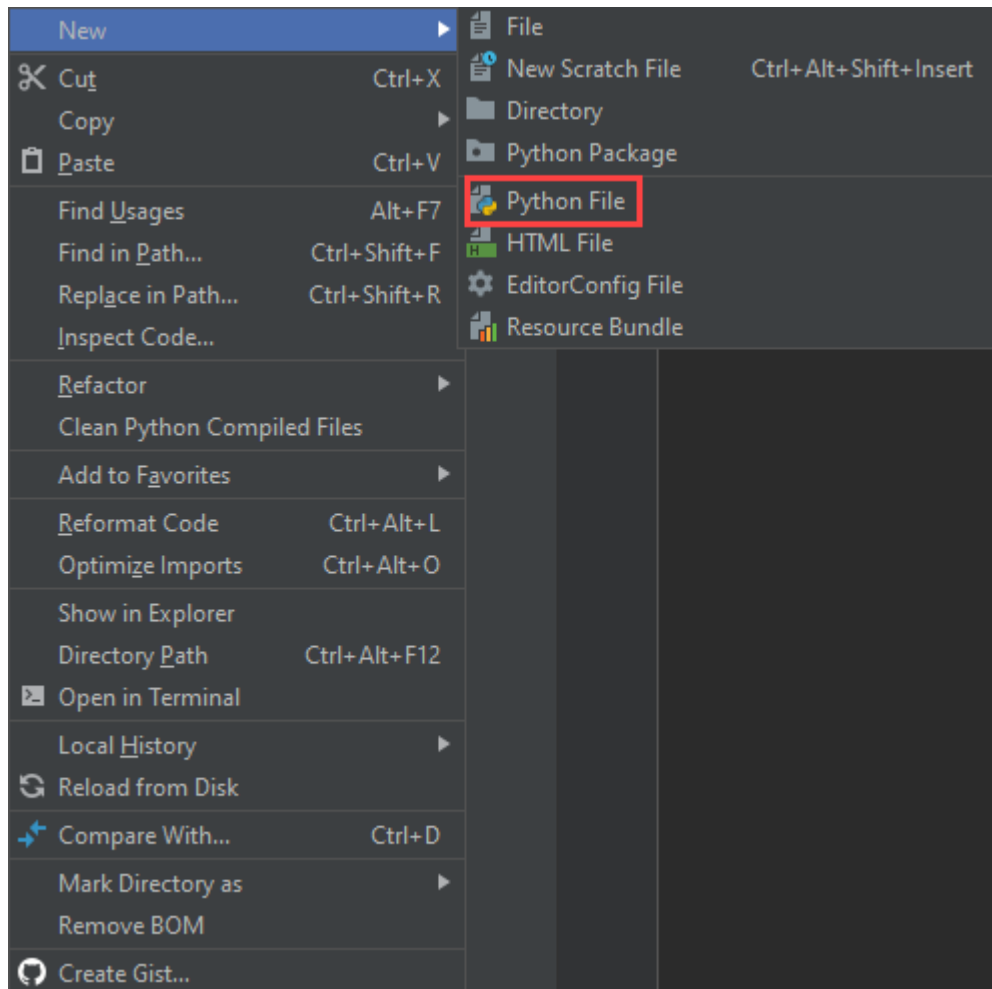 New
Cut Ctrl+X
Copy
Paste Ctrl+V
Find Usages Alt+F7
Find in Path... Ctrl+Shift+F
Replace in Path... Ctrl+Shift+R
Inspect Code...
Refactor
Clean Python Compiled Files
Add to Favorites
Reformat Code Ctrl+Alt+L
Optimize Imports Ctrl+Alt+O
Show in Explorer
Directory Path Ctrl+Alt+F12
Open in Terminal
Local History
Reload from Disk
Compare With... Ctrl+D
Mark Directory as
Remove BOM
Create Gist...
File
New Scratch File Ctrl+Alt+Shift+Insert
Directory
Python Package
Python File
HTML File
EditorConfig File
Resource Bundle